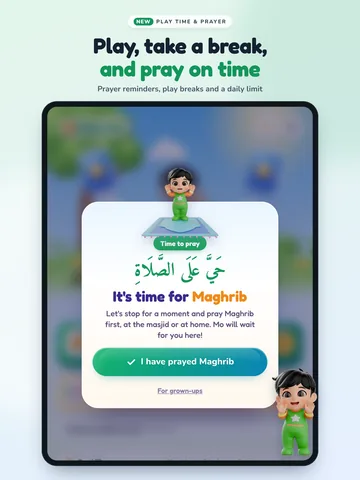 NEW PLAY TIME & PRAYER
Play, take a break,
and pray on time
Prayer reminders, play breaks and a daily limit
Time to pray
حَيَّ عَلَى الصَّلَاةِ
It's time for Maghrib
Let's stop for a moment and pray Maghrib
first, at the masjid or at home. Mo will wait
for you here!
✓ I have prayed Maghrib
For grown-ups